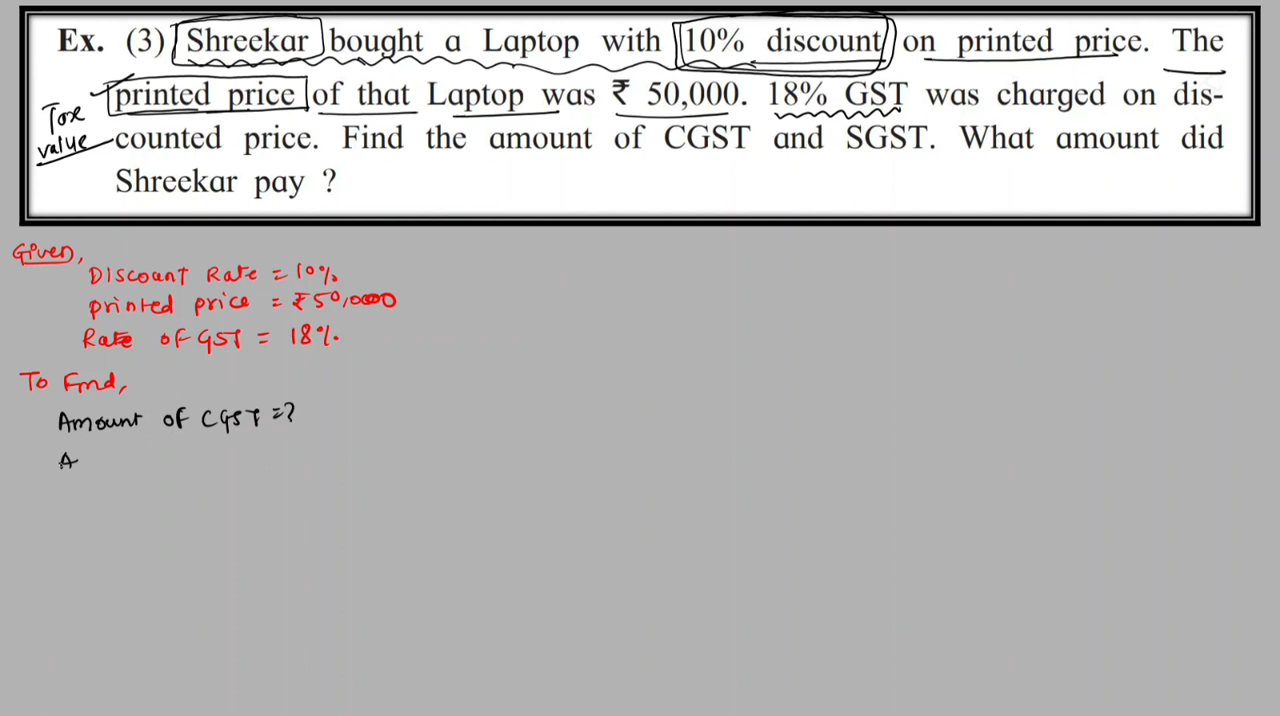 Ex. (3) Shreekar bought a Laptop with 10% discount on printed price. The
printed price of that Laptop was ₹ 50,000. 18% GST was charged on dis-
Tax
value
counted price. Find the amount of CGST and SGST. What amount did
Shreekar pay ?
Given,
Discount Rate = 10%
printed price = ₹50,000
Rate of GST = 18%.
To Find,
Amount of CGST =?
A